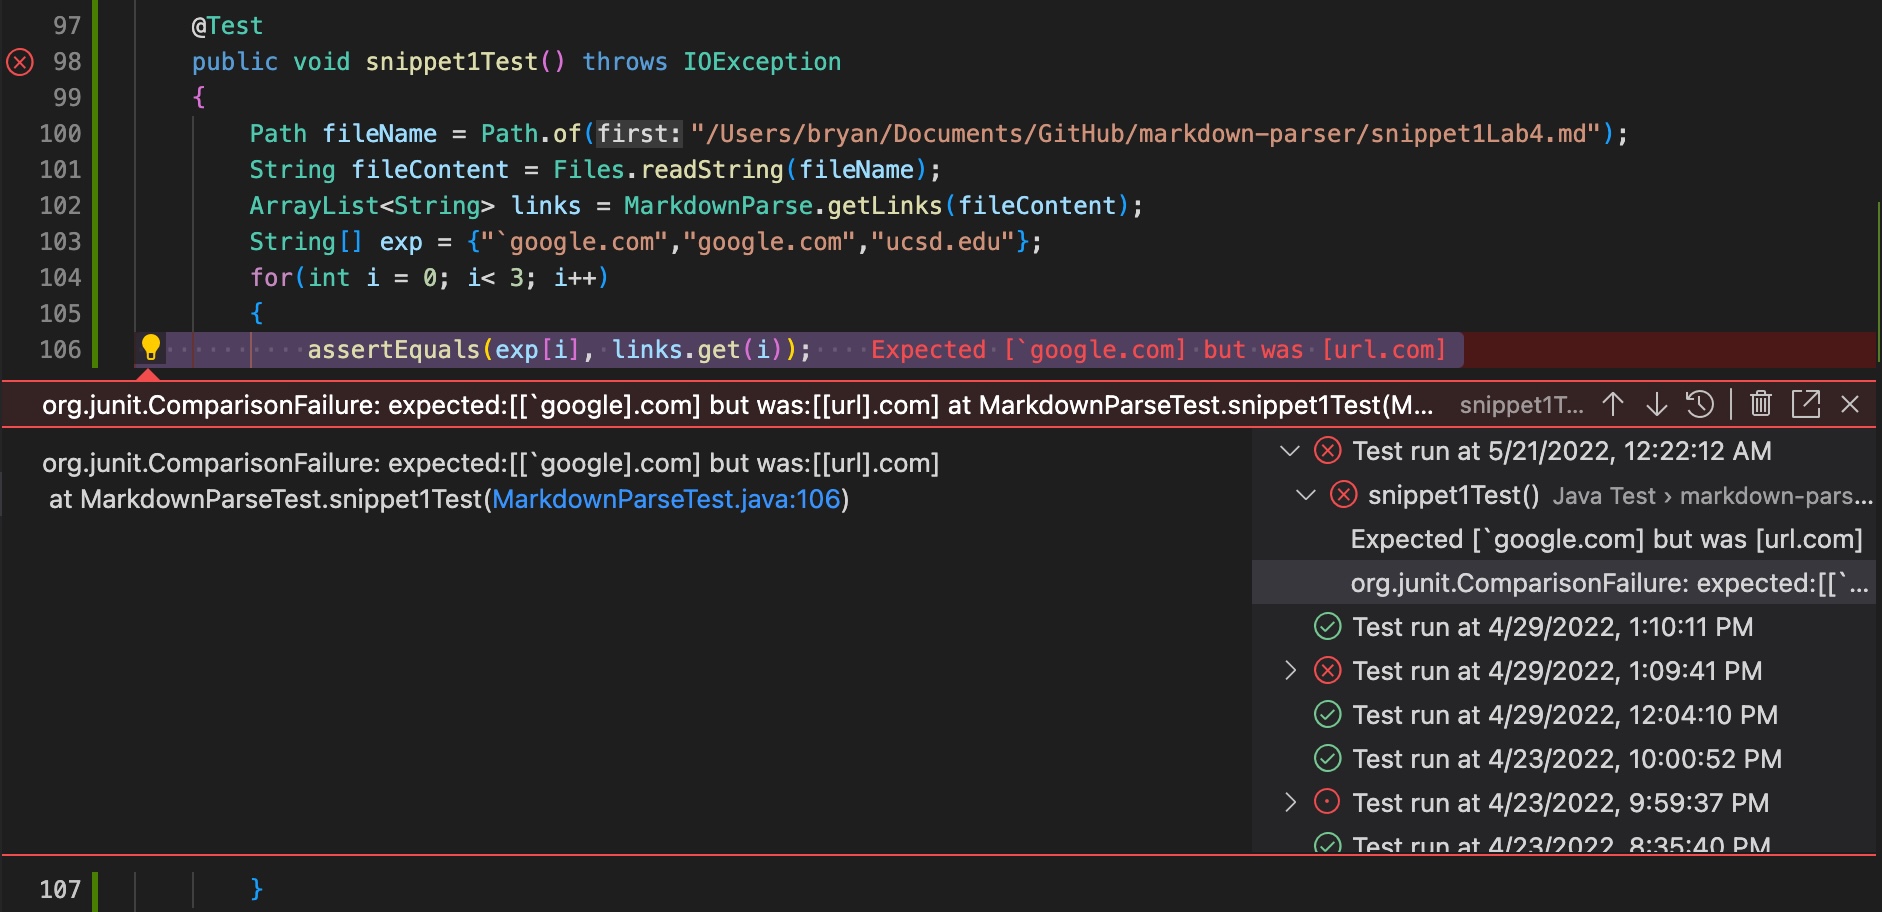 97 @Test
98 public void snippet1Test() throws IOException
99 {
100 Path fileName = Path.of(first: "/Users/bryan/Documents/GitHub/markdown-parser/snippet1Lab4.md");
101 String fileContent = Files.readString(fileName);
102 ArrayList<String> links = MarkdownParse.getLinks(fileContent);
103 String[] exp = {"`google.com","google.com","ucsd.edu"};
104 for(int i = 0; i< 3; i++)
105 {
106 assertEquals(exp[i], links.get(i)); Expected [`google.com] but was [url.com]
org.junit.ComparisonFailure: expected:[[`google].com] but was:[[url].com] at MarkdownParseTest.snippet1Test(M... snippet1T...
org.junit.ComparisonFailure: expected:[[`google].com] but was:[[url].com]
at MarkdownParseTest.snippet1Test(MarkdownParseTest.java:106)
Test run at 5/21/2022, 12:22:12 AM
snippet1Test() Java Test › markdown-pars...
Expected [`google.com] but was [url.com]
org.junit.ComparisonFailure: expected:[[`...
Test run at 4/29/2022, 1:10:11 PM
Test run at 4/29/2022, 1:09:41 PM
Test run at 4/29/2022, 12:04:10 PM
Test run at 4/23/2022, 10:00:52 PM
Test run at 4/23/2022, 9:59:37 PM
Test run at 4/23/2022, 8:35:40 PM
107 }